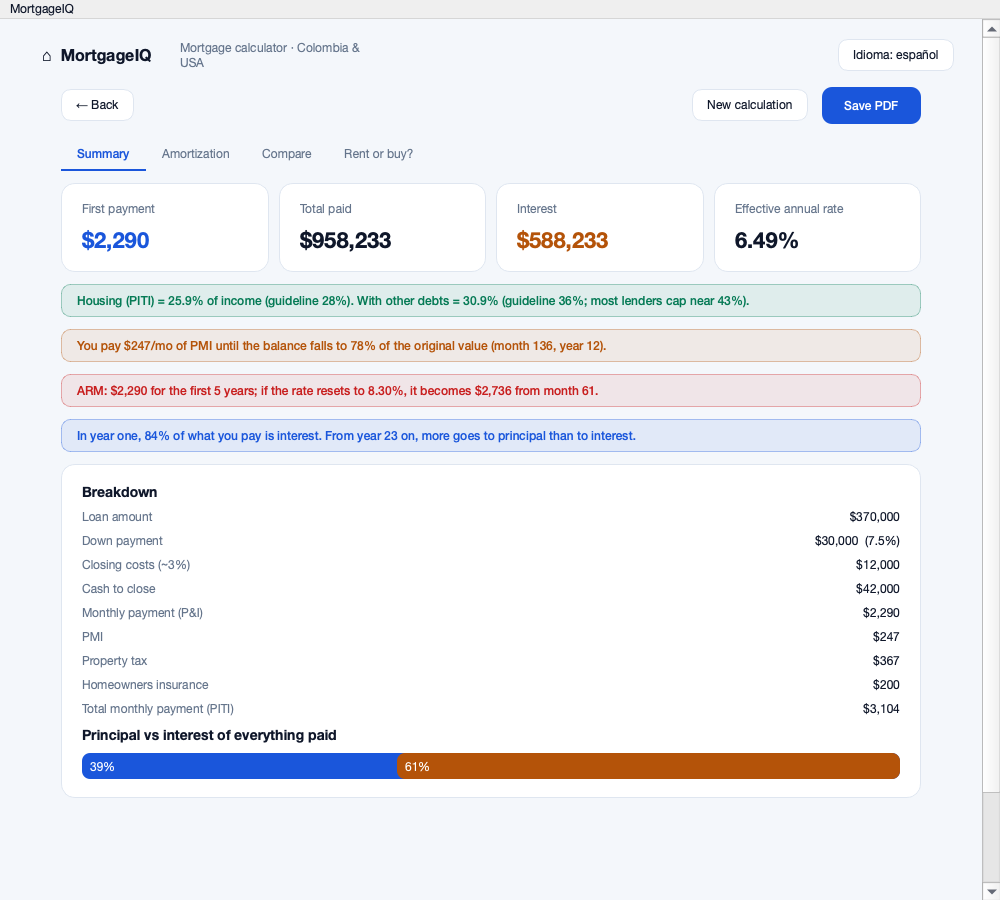 MortgageIQ
⌂ MortgageIQ
Mortgage calculator · Colombia &
USA
Idioma: español
← Back
New calculation
Save PDF
Summary
Amortization
Compare
Rent or buy?
First payment
$2,290
Total paid
$958,233
Interest
$588,233
Effective annual rate
6.49%
Housing (PITI) = 25.9% of income (guideline 28%). With other debts = 30.9% (guideline 36%; most lenders cap near 43%).
You pay $247/mo of PMI until the balance falls to 78% of the original value (month 136, year 12).
ARM: $2,290 for the first 5 years; if the rate resets to 8.30%, it becomes $2,736 from month 61.
In year one, 84% of what you pay is interest. From year 23 on, more goes to principal than to interest.
Breakdown
Loan amount $370,000
Down payment $30,000 (7.5%)
Closing costs (~3%) $12,000
Cash to close $42,000
Monthly payment (P&I) $2,290
PMI $247
Property tax $367
Homeowners insurance $200
Total monthly payment (PITI) $3,104
Principal vs interest of everything paid
39% 61%